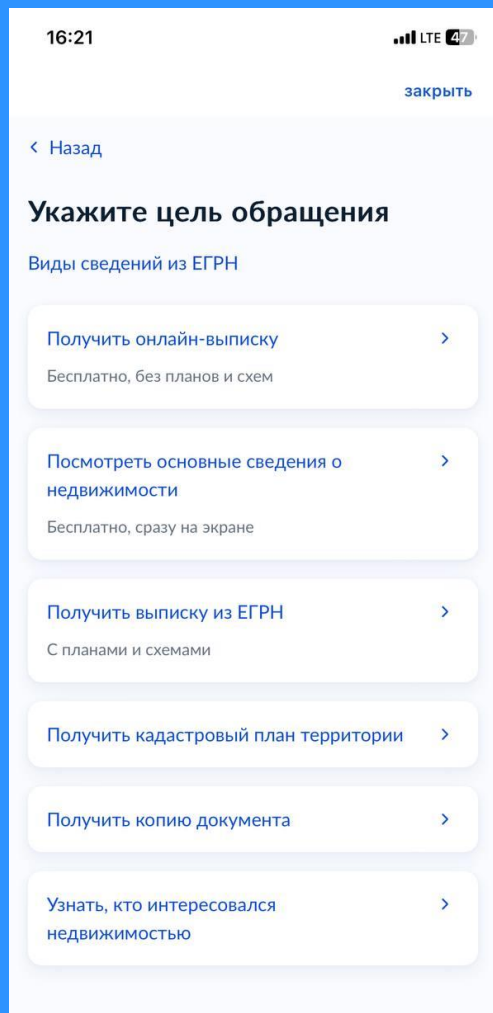 16:21
LTE 47
закрыть
Назад
Укажите цель обращения
Виды сведений из ЕГРН
Получить онлайн-выписку
Бесплатно, без планов и схем
Посмотреть основные сведения о
недвижимости
Бесплатно, сразу на экране
Получить выписку из ЕГРН
С планами и схемами
Получить кадастровый план территории
Получить копию документа
Узнать, кто интересовался
недвижимостью